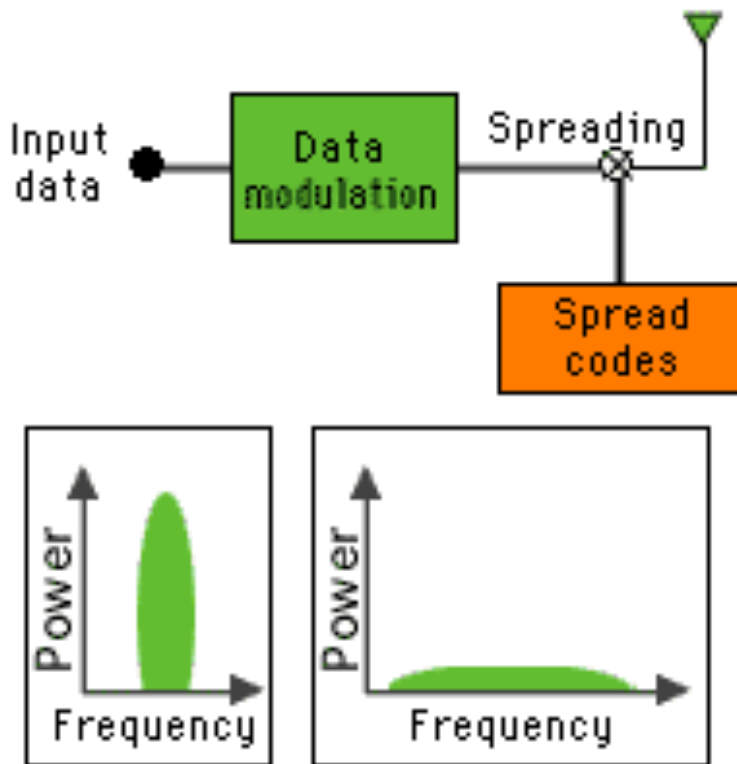 Input
data
Data
modulation
Spreading
Spread
codes
Power
Frequency
Power
Frequency